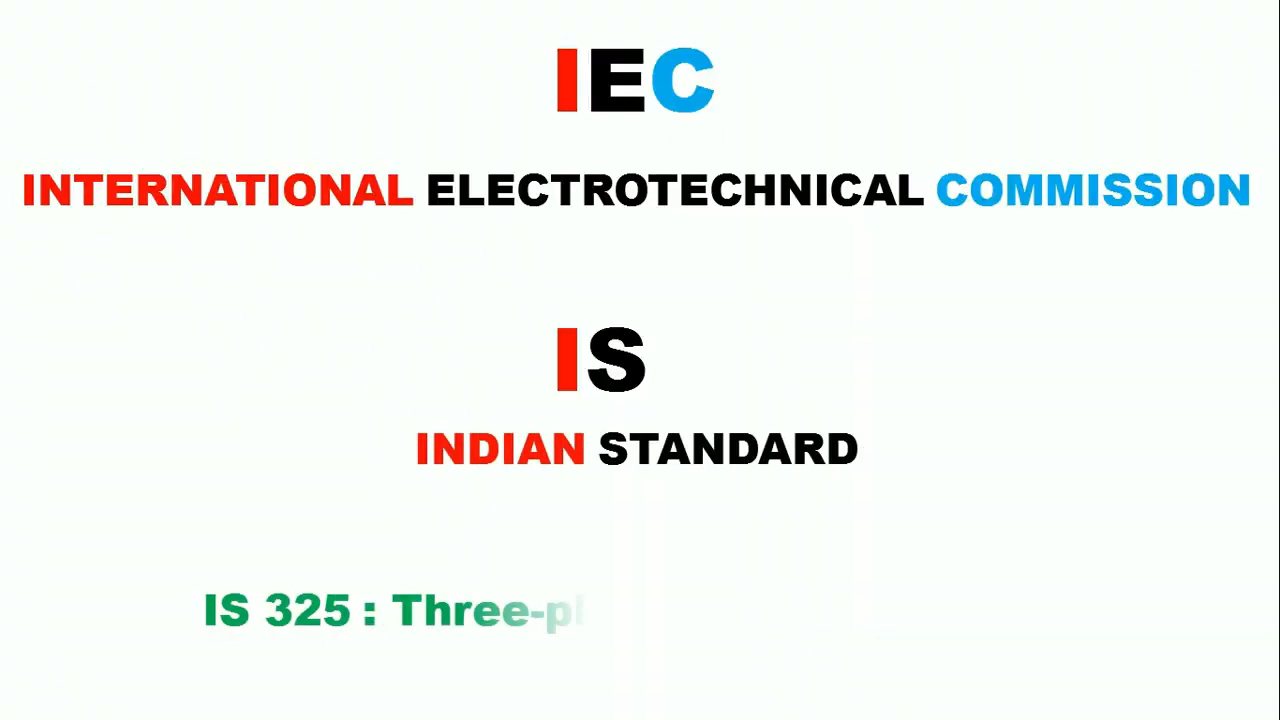 IEC
INTERNATIONAL ELECTROTECHNICAL COMMISSION
IS
INDIAN STANDARD
IS 325 : Three-p